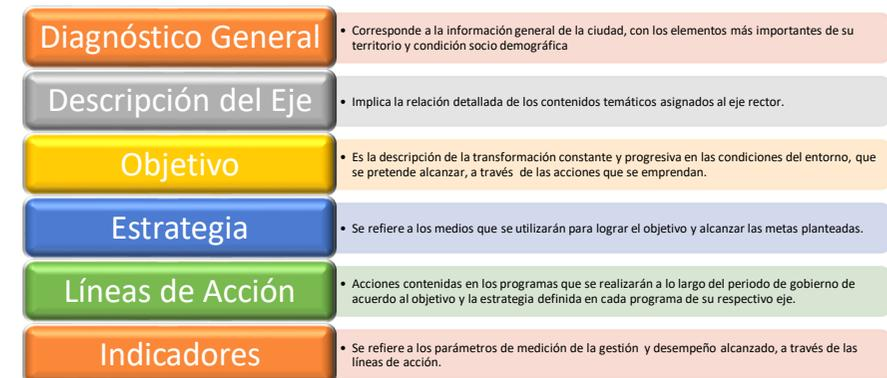 Diagnóstico General
• Corresponde a la información general de la ciudad, con los elementos más importantes de su
territorio y condición socio demográfica
Descripción del Eje
• Implica la relación detallada de los contenidos temáticos asignados al eje rector.
Objetivo
• Es la descripción de la transformación constante y progresiva en las condiciones del entorno, que
se pretende alcanzar, a través de las acciones que se emprendan.
Estrategia
• Se refiere a los medios que se utilizarán para lograr el objetivo y alcanzar las metas planteadas.
Líneas de Acción
• Acciones contenidas en los programas que se realizarán a lo largo del periodo de gobierno de
acuerdo al objetivo y la estrategia definida en cada programa de su respectivo eje.
Indicadores
• Se refiere a los parámetros de medición de la gestión y desempeño alcanzado, a través de las
líneas de acción.